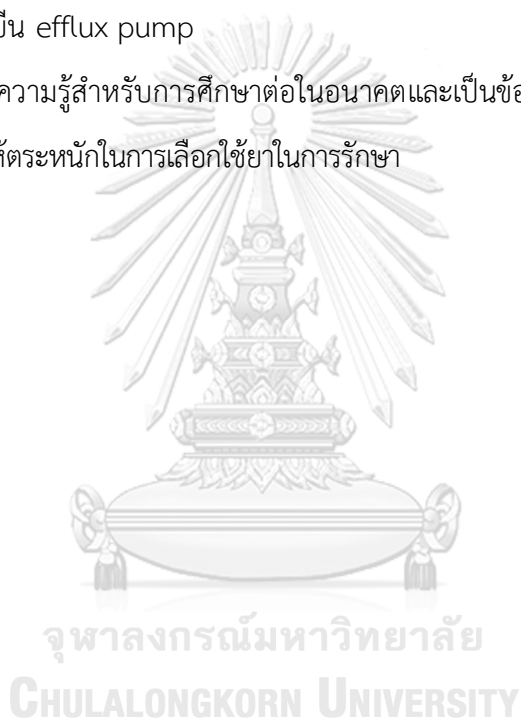 ยีน efflux pump
ความรู้สำหรับการศึกษาต่อในอนาคตและเป็นข้อ
ห้ตระหนักในการเลือกใช้ยาในการรักษา
จุฬาลงกรณ์มหาวิทยาลัย
CHULALONGKORN UNIVERSITY